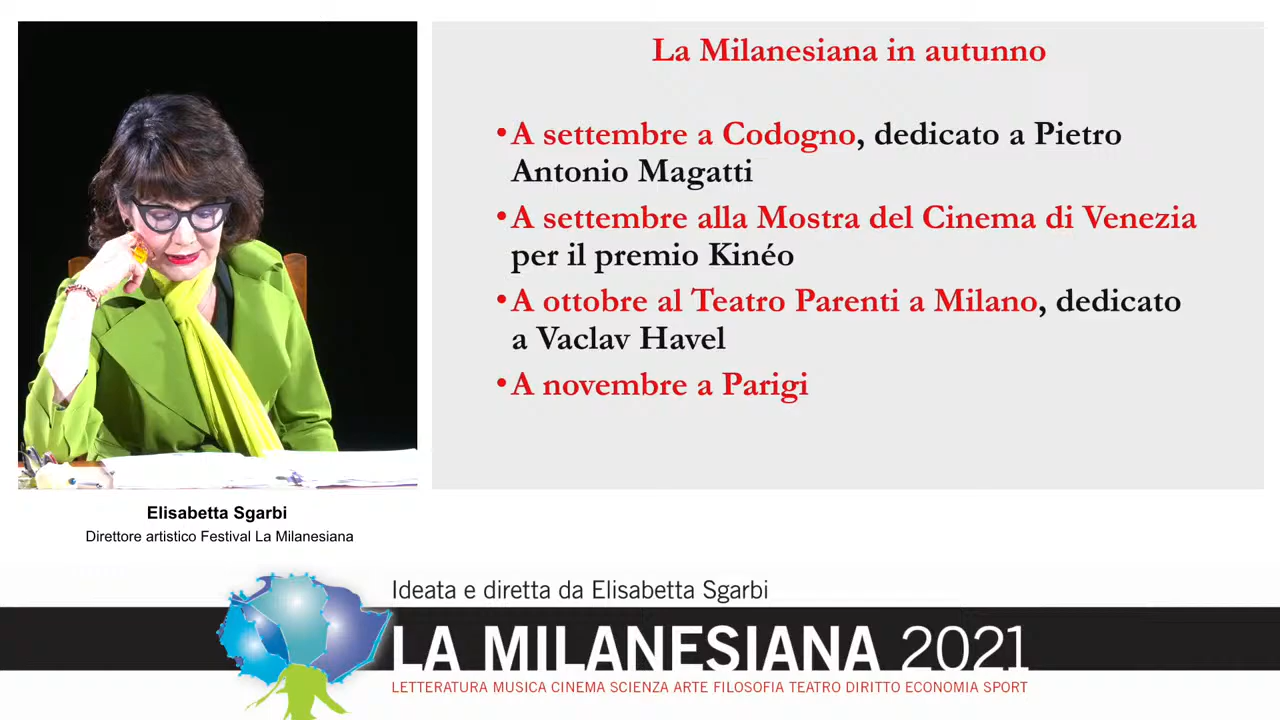 La Milanesiana in autunno
•A settembre a Codogno, dedicato a Pietro
Antonio Magatti
•A settembre alla Mostra del Cinema di Venezia
per il premio Kinéo
•A ottobre al Teatro Parenti a Milano, dedicato
a Vaclav Havel
•A novembre a Parigi
Elisabetta Sgarbi
Direttore artistico Festival La Milanesiana
Ideata e diretta da Elisabetta Sgarbi
LA MILANESIANA 2021
LETTERATURA MUSICA CINEMA SCIENZA ARTE FILOSOFIA TEATRO DIRITTO ECONOMIA SPORT